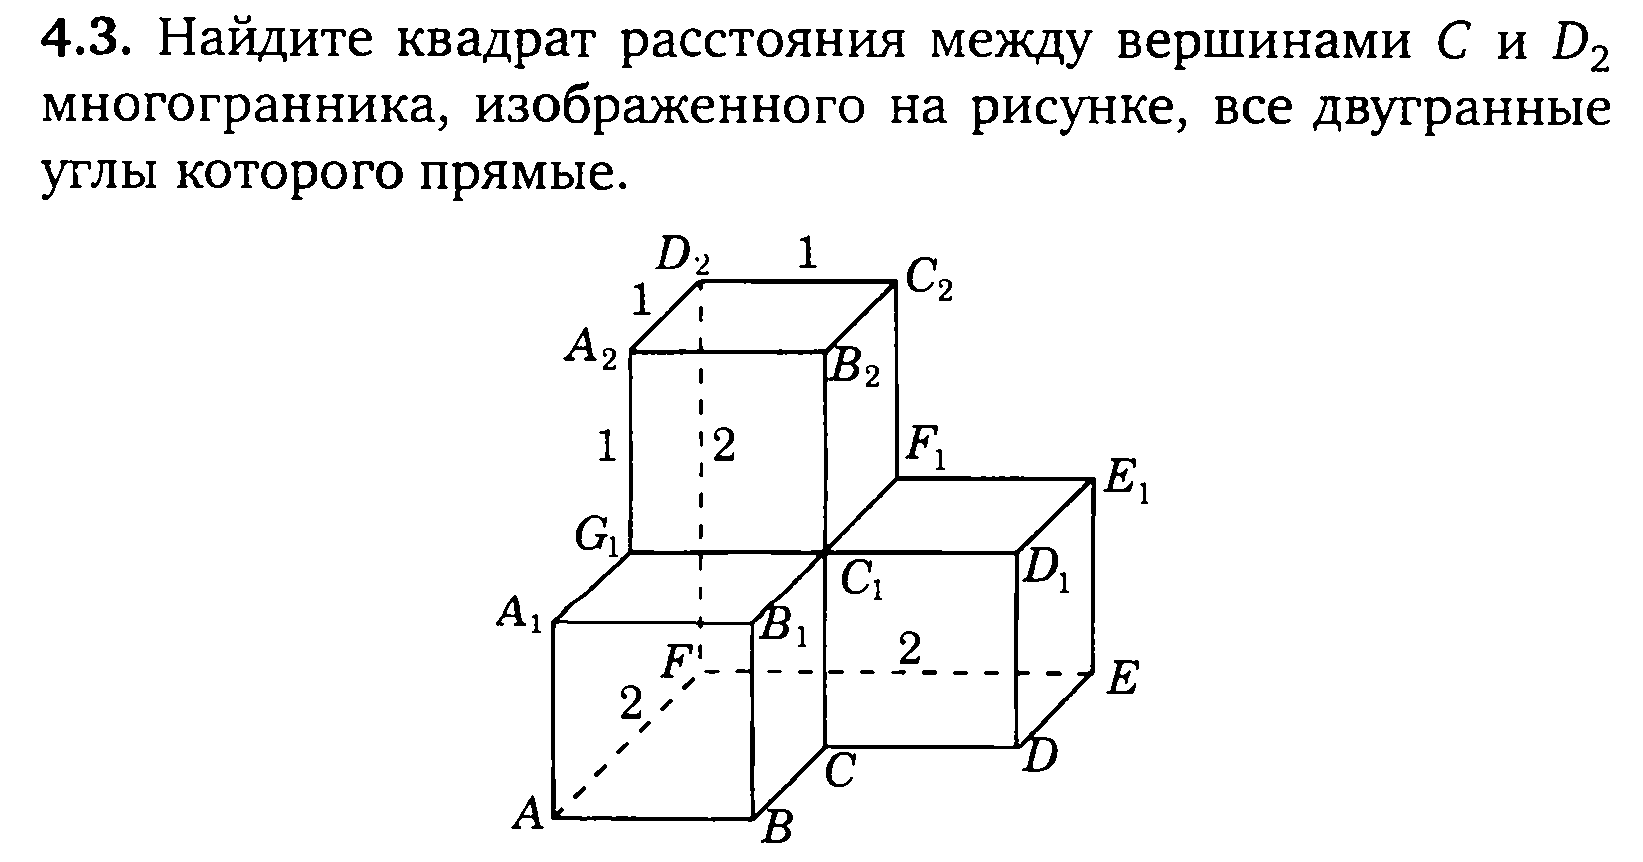 4.3. Найдите квадрат расстояния между вершинами C и D₂
многогранника, изображенного на рисунке, все двугранные
углы которого прямые.
D₂ 1 C₂
1
A₂ B₂
1 2 F₁ E₁
G₁ C₁ D₁
A₁ B₁
F 2 E
2
C D
A B